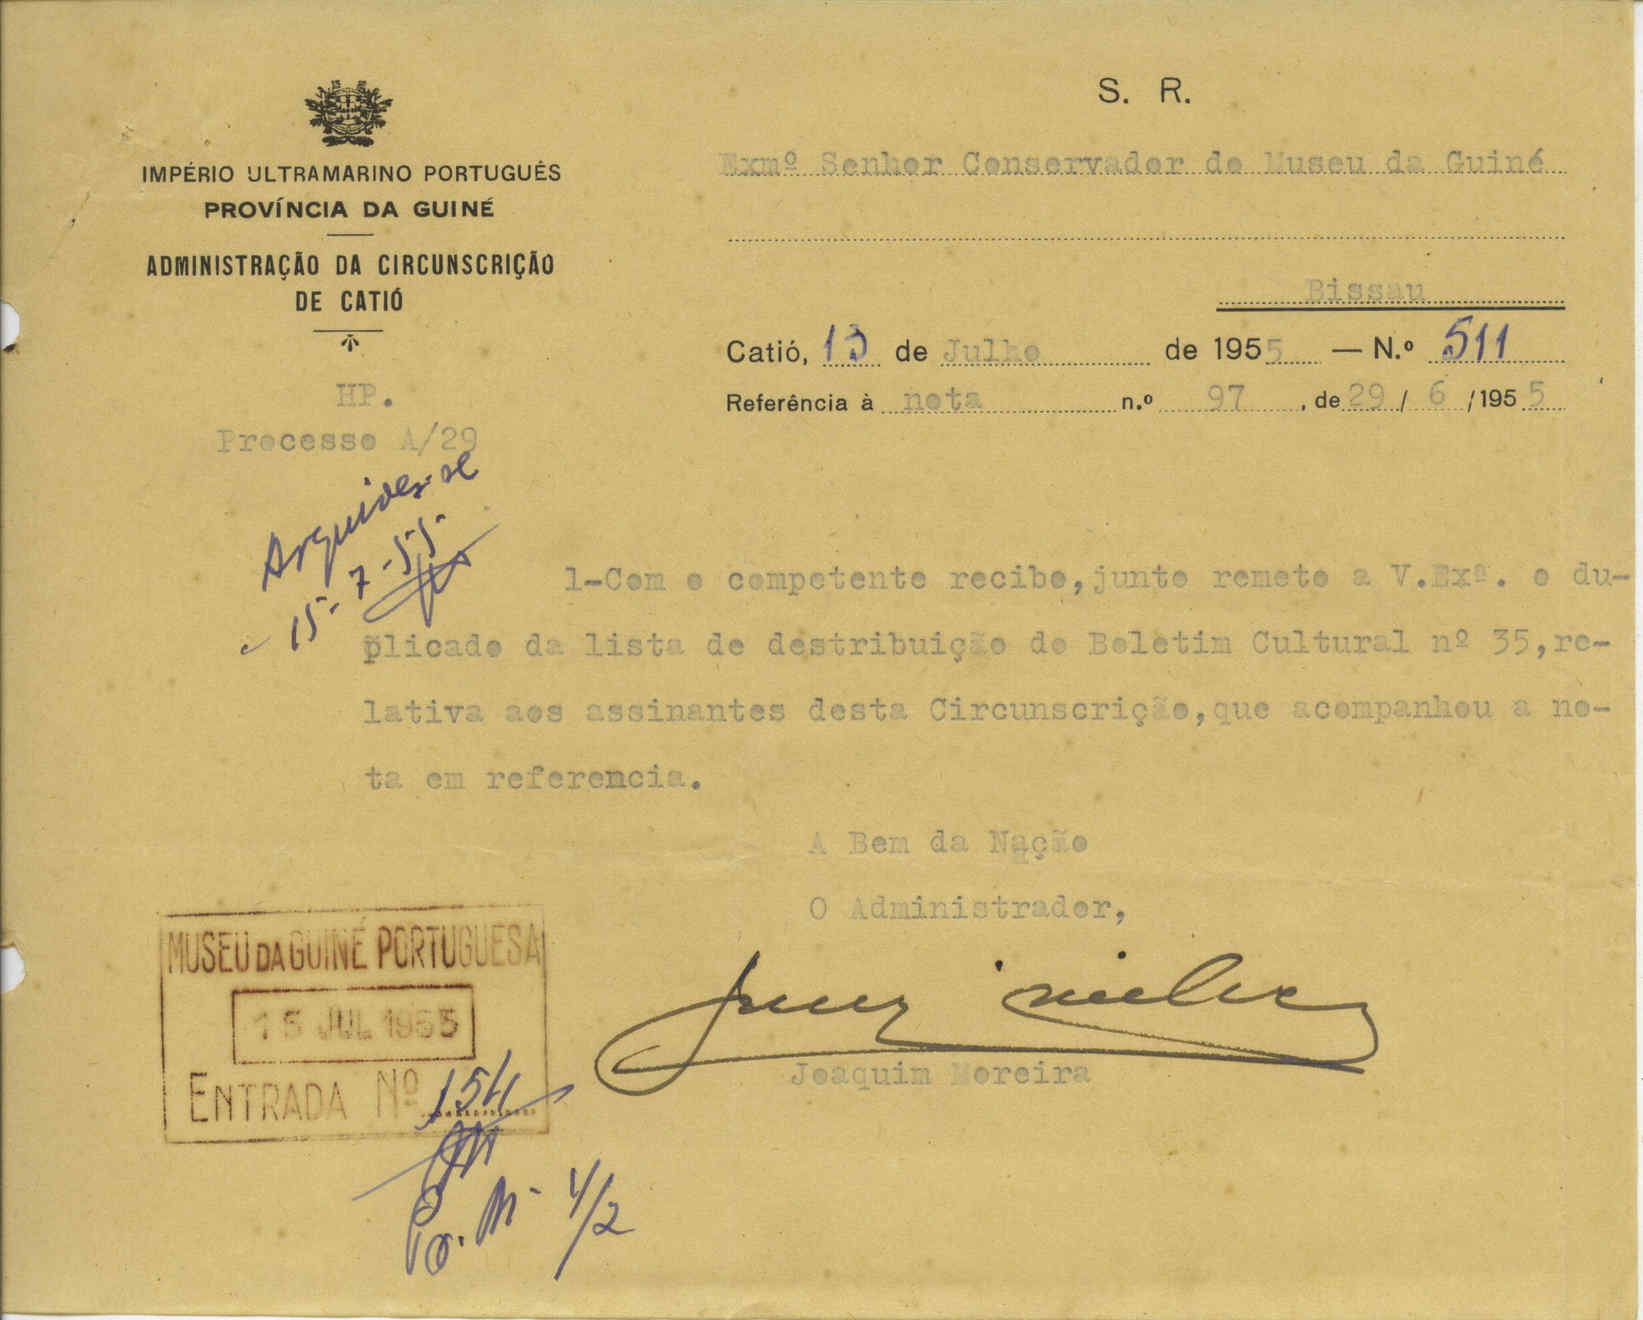 S. R.
IMPÉRIO ULTRAMARINO PORTUGUÊS
PROVÍNCIA DA GUINÉ
ADMINISTRAÇÃO DA CIRCUNSCRIÇÃO
DE CATIÓ
HP.
Processo A/29
Arquive-se
15-7-55
Exmº Senhor Conservador do Museu da Guiné
Bissau
Catió, 13 de Julho de 1955 — N.º 511
Referência à nota n.º 97, de 29/6/1955
1-Com o competente recibo,junto remeto a V.Exª. o du-
plicado da lista de destribuição do Boletim Cultural nº 35,re-
lativa aos assinantes desta Circunscrição,que acompanhou a no-
ta em referencia.
A Bem da Nação
O Administrador,
Joaquim Moreira
MUSEU DA GUINÉ PORTUGUESA
15 JUL 1955
ENTRADA Nº 154
4/2